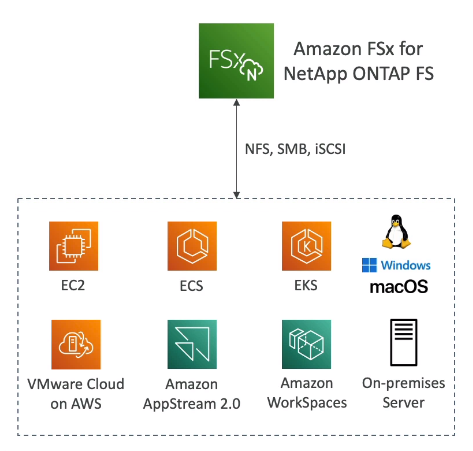 FSx
N
Amazon FSx for
NetApp ONTAP FS
NFS, SMB, iSCSI
EC2
ECS
K
EKS
Windows
macOS
VMware Cloud
on AWS
Amazon
AppStream 2.0
Amazon
WorkSpaces
On-premises
Server